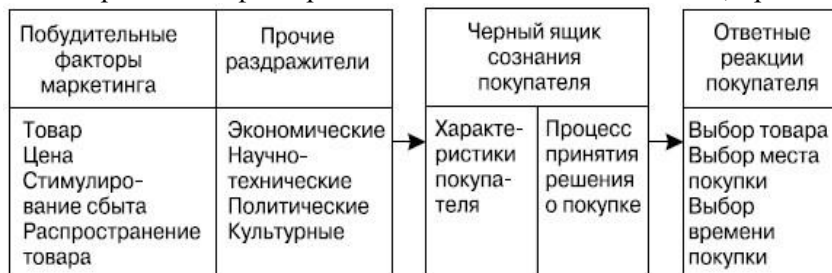 Побудительные
факторы
маркетинга
Прочие
раздражители
Черный ящик
сознания
покупателя
Ответные
реакции
покупателя
Товар
Цена
Стимулиро-
вание сбыта
Распространение
товара
Экономические
Научно-
технические
Политические
Культурные
Характе-
ристики
покупа-
теля
Процесс
принятия
решения
о покупке
Выбор товара
Выбор места
покупки
Выбор
времени
покупки